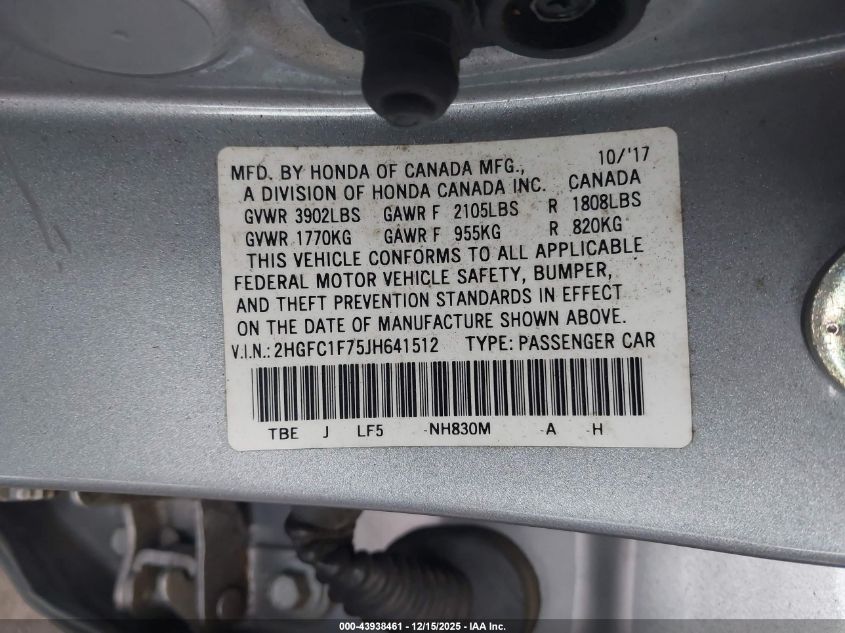 MFD. BY HONDA OF CANADA MFG., 10/'17
A DIVISION OF HONDA CANADA INC. CANADA
GVWR 3902LBS GAWR F 2105LBS R 1808LBS
GVWR 1770KG GAWR F 955KG R 820KG
THIS VEHICLE CONFORMS TO ALL APPLICABLE
FEDERAL MOTOR VEHICLE SAFETY, BUMPER,
AND THEFT PREVENTION STANDARDS IN EFFECT
ON THE DATE OF MANUFACTURE SHOWN ABOVE.
V.I.N.: 2HGFC1F75JH641512 TYPE: PASSENGER CAR
TBE J LF5 -NH830M -A -H
000-43938461 - 12/15/2025 - IAA Inc.